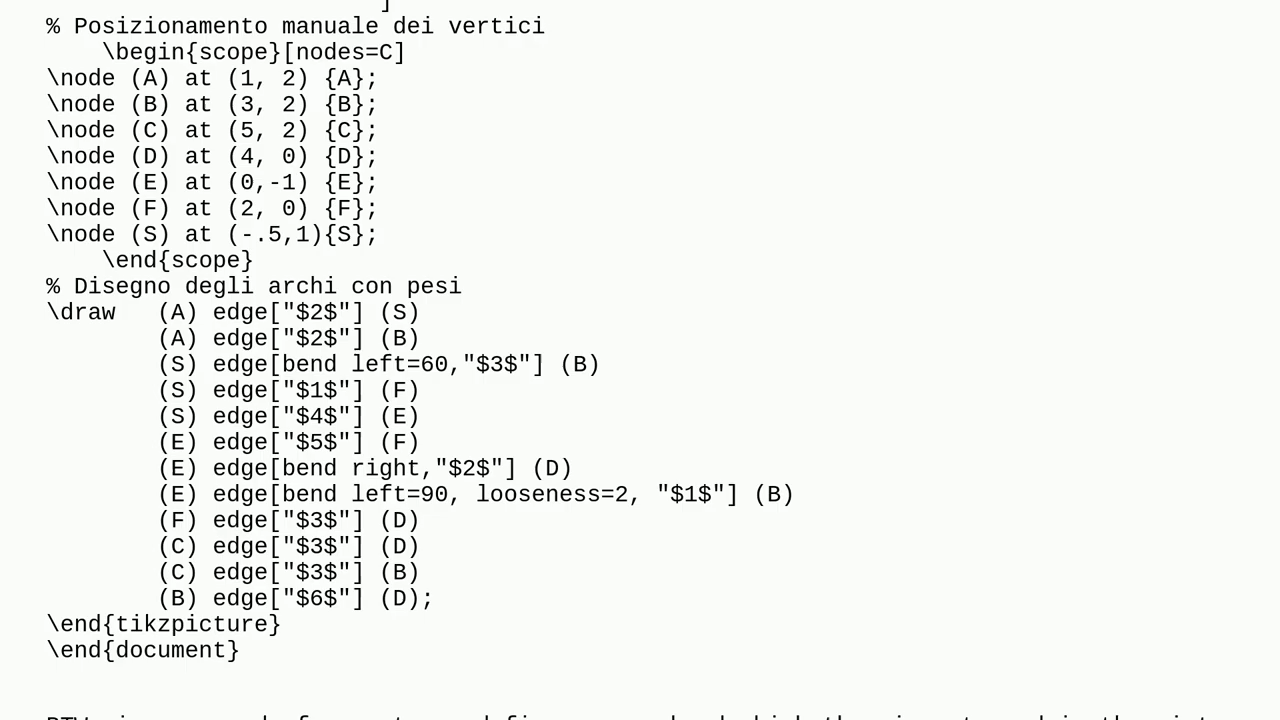 ]
% Posizionamento manuale dei vertici
    \begin{scope}[nodes=C]
\node (A) at (1, 2) {A};
\node (B) at (3, 2) {B};
\node (C) at (5, 2) {C};
\node (D) at (4, 0) {D};
\node (E) at (0,-1) {E};
\node (F) at (2, 0) {F};
\node (S) at (-.5,1){S};
    \end{scope}
% Disegno degli archi con pesi
\draw   (A) edge["$2$"] (S)
        (A) edge["$2$"] (B)
        (S) edge[bend left=60,"$3$"] (B)
        (S) edge["$1$"] (F)
        (S) edge["$4$"] (E)
        (E) edge["$5$"] (F)
        (E) edge[bend right,"$2$"] (D)
        (E) edge[bend left=90, looseness=2, "$1$"] (B)
        (F) edge["$3$"] (D)
        (C) edge["$3$"] (D)
        (C) edge["$3$"] (B)
        (B) edge["$6$"] (D);
\end{tikzpicture}
\end{document}